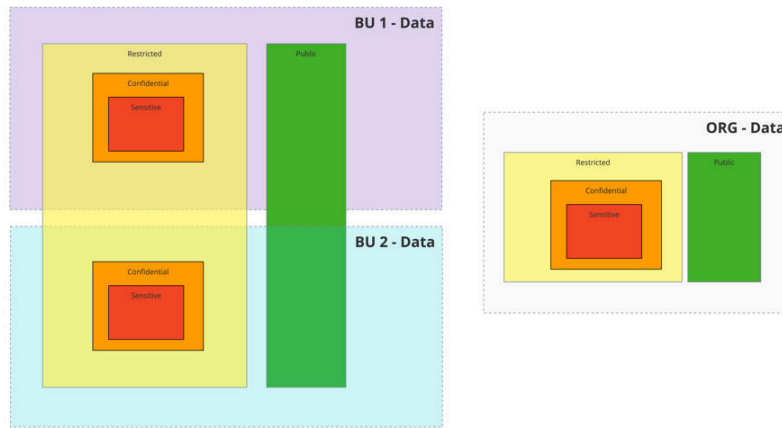 BU 1 - Data
Restricted
Public
Confidential
Sensitive
BU 2 - Data
Confidential
Sensitive
ORG - Data
Restricted
Public
Confidential
Sensitive